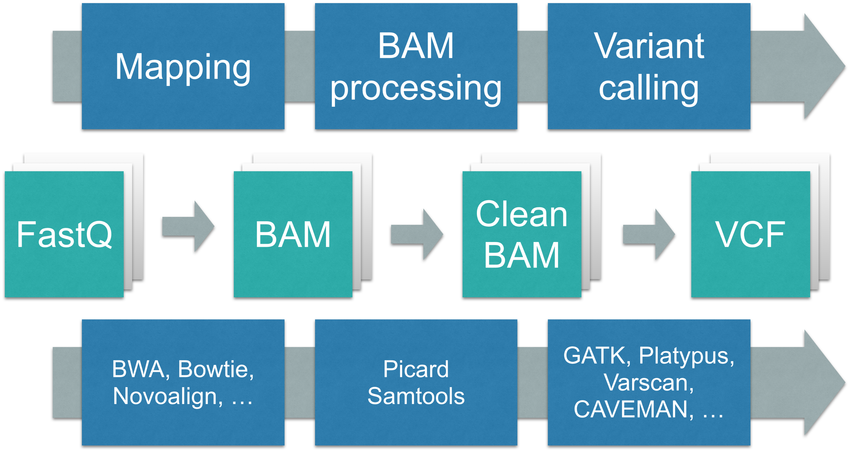 Mapping
BAM
processing
Variant
calling
FastQ
BAM
Clean
BAM
VCF
BWA, Bowtie,
Novoalign, …
Picard
Samtools
GATK, Platypus,
Varscan,
CAVEMAN, …